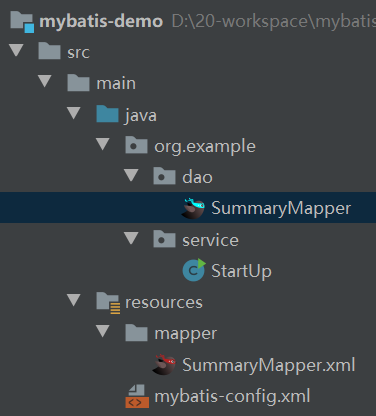 mybatis-demo D:\20-workspace\mybatis
src
main
java
org.example
dao
SummaryMapper
service
StartUp
resources
mapper
SummaryMapper.xml
mybatis-config.xml